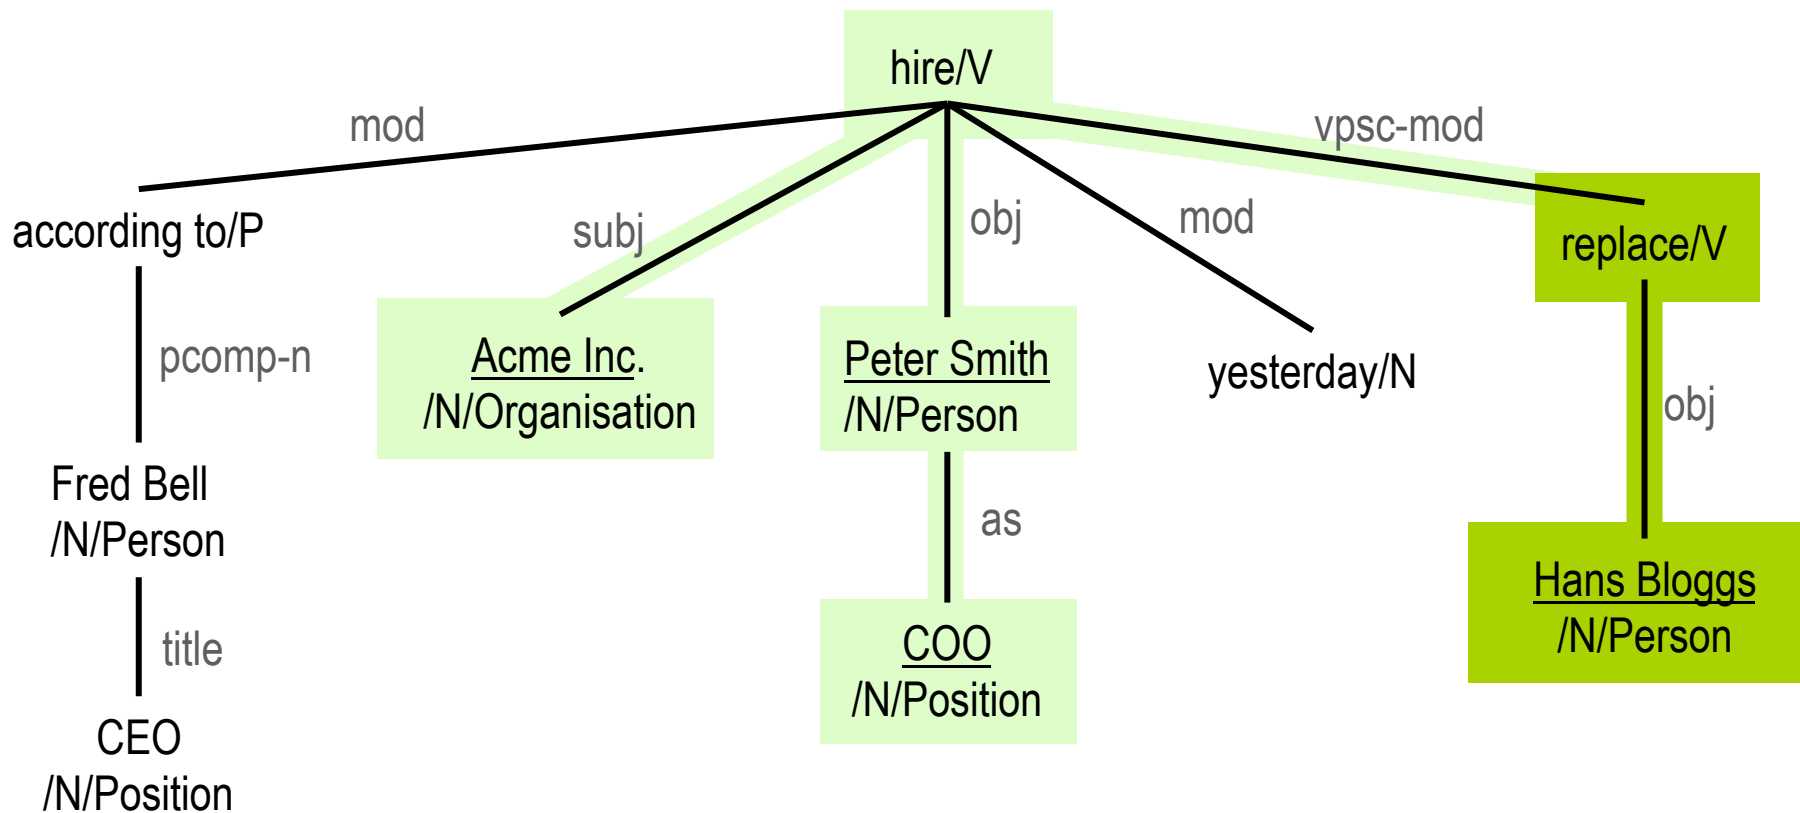 hire/V
mod
vpsc-mod
according to/P
subj
obj
mod
replace/V
pcomp-n
Acme Inc.
/N/Organisation
Peter Smith
/N/Person
yesterday/N
obj
Fred Bell
/N/Person
as
Hans Bloggs
/N/Person
title
COO
/N/Position
CEO
/N/Position